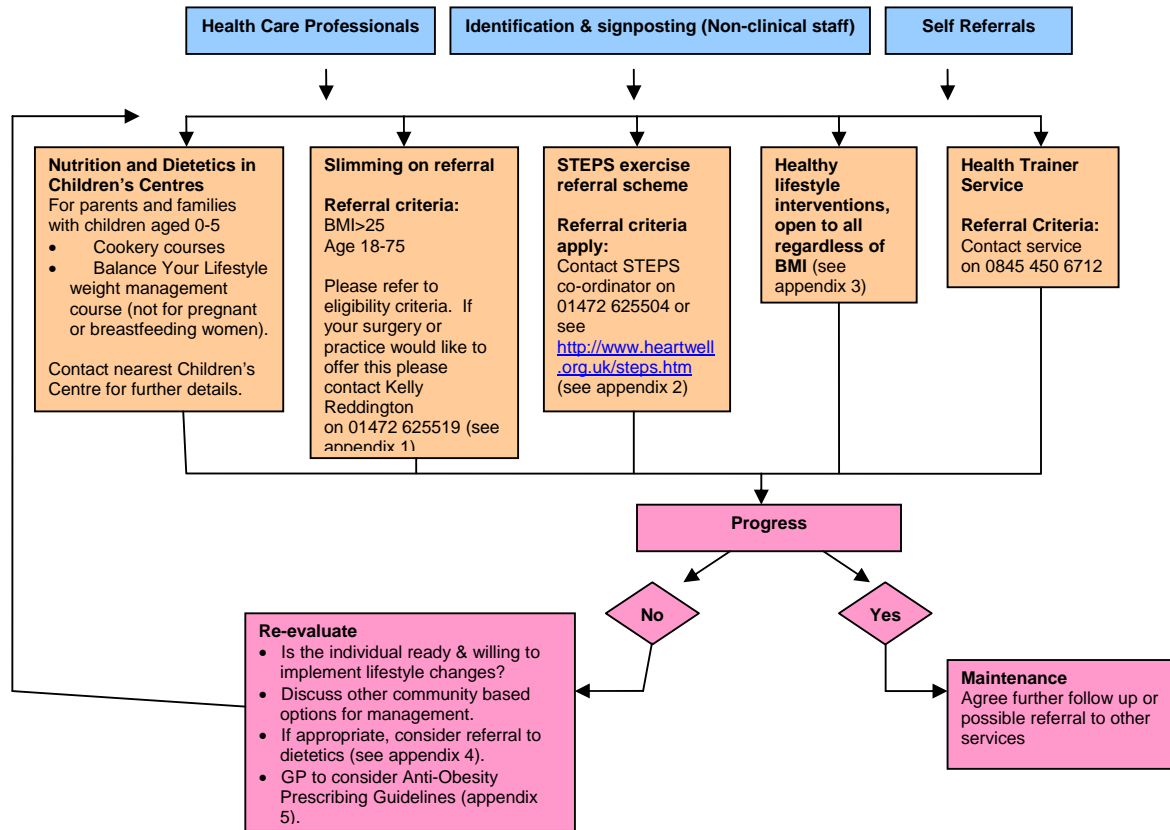 Health Care Professionals
Identification & signposting (Non-clinical staff)
Self Referrals
Nutrition and Dietetics in
Children's Centres
For parents and families
with children aged 0-5
• Cookery courses
• Balance Your Lifestyle
weight management
course (not for pregnant
or breastfeeding women).
Contact nearest Children's
Centre for further details.
Slimming on referral
Referral criteria:
BMI>25
Age 18-75
Please refer to
eligibility criteria. If
your surgery or
practice would like to
offer this please
contact Kelly
Reddington
on 01472 625519 (see
appendix 1)
STEPS exercise
referral scheme
Referral criteria
apply:
Contact STEPS
co-ordinator on
01472 625504 or
see
http://www.heartwell
.org.uk/steps.htm
(see appendix 2)
Healthy
lifestyle
interventions,
open to all
regardless of
BMI (see
appendix 3)
Health Trainer
Service
Referral Criteria:
Contact service
on 0845 450 6712
Progress
No
Yes
Re-evaluate
• Is the individual ready & willing to
implement lifestyle changes?
• Discuss other community based
options for management.
• If appropriate, consider referral to
dietetics (see appendix 4).
• GP to consider Anti-Obesity
Prescribing Guidelines (appendix
5).
Maintenance
Agree further follow up or
possible referral to other
services